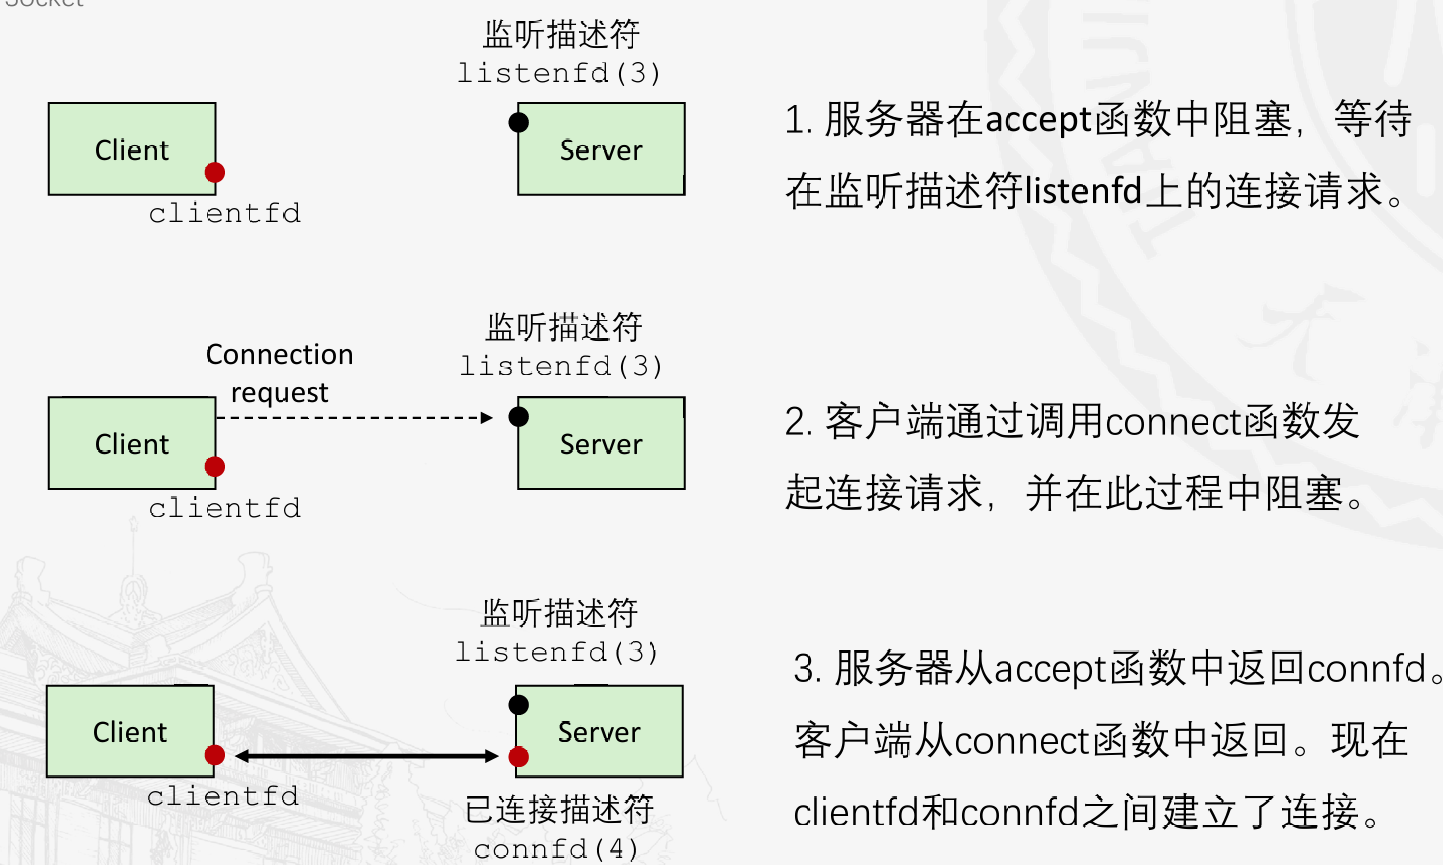 Socket
监听描述符
listenfd(3)
Client
Server
clientfd
1. 服务器在accept函数中阻塞，等待
在监听描述符listenfd上的连接请求。
监听描述符
listenfd(3)
Connection
request
Client
Server
clientfd
2. 客户端通过调用connect函数发
起连接请求，并在此过程中阻塞。
监听描述符
listenfd(3)
Client
Server
clientfd
已连接描述符
connfd(4)
3. 服务器从accept函数中返回connfd。
客户端从connect函数中返回。现在
clientfd和connfd之间建立了连接。